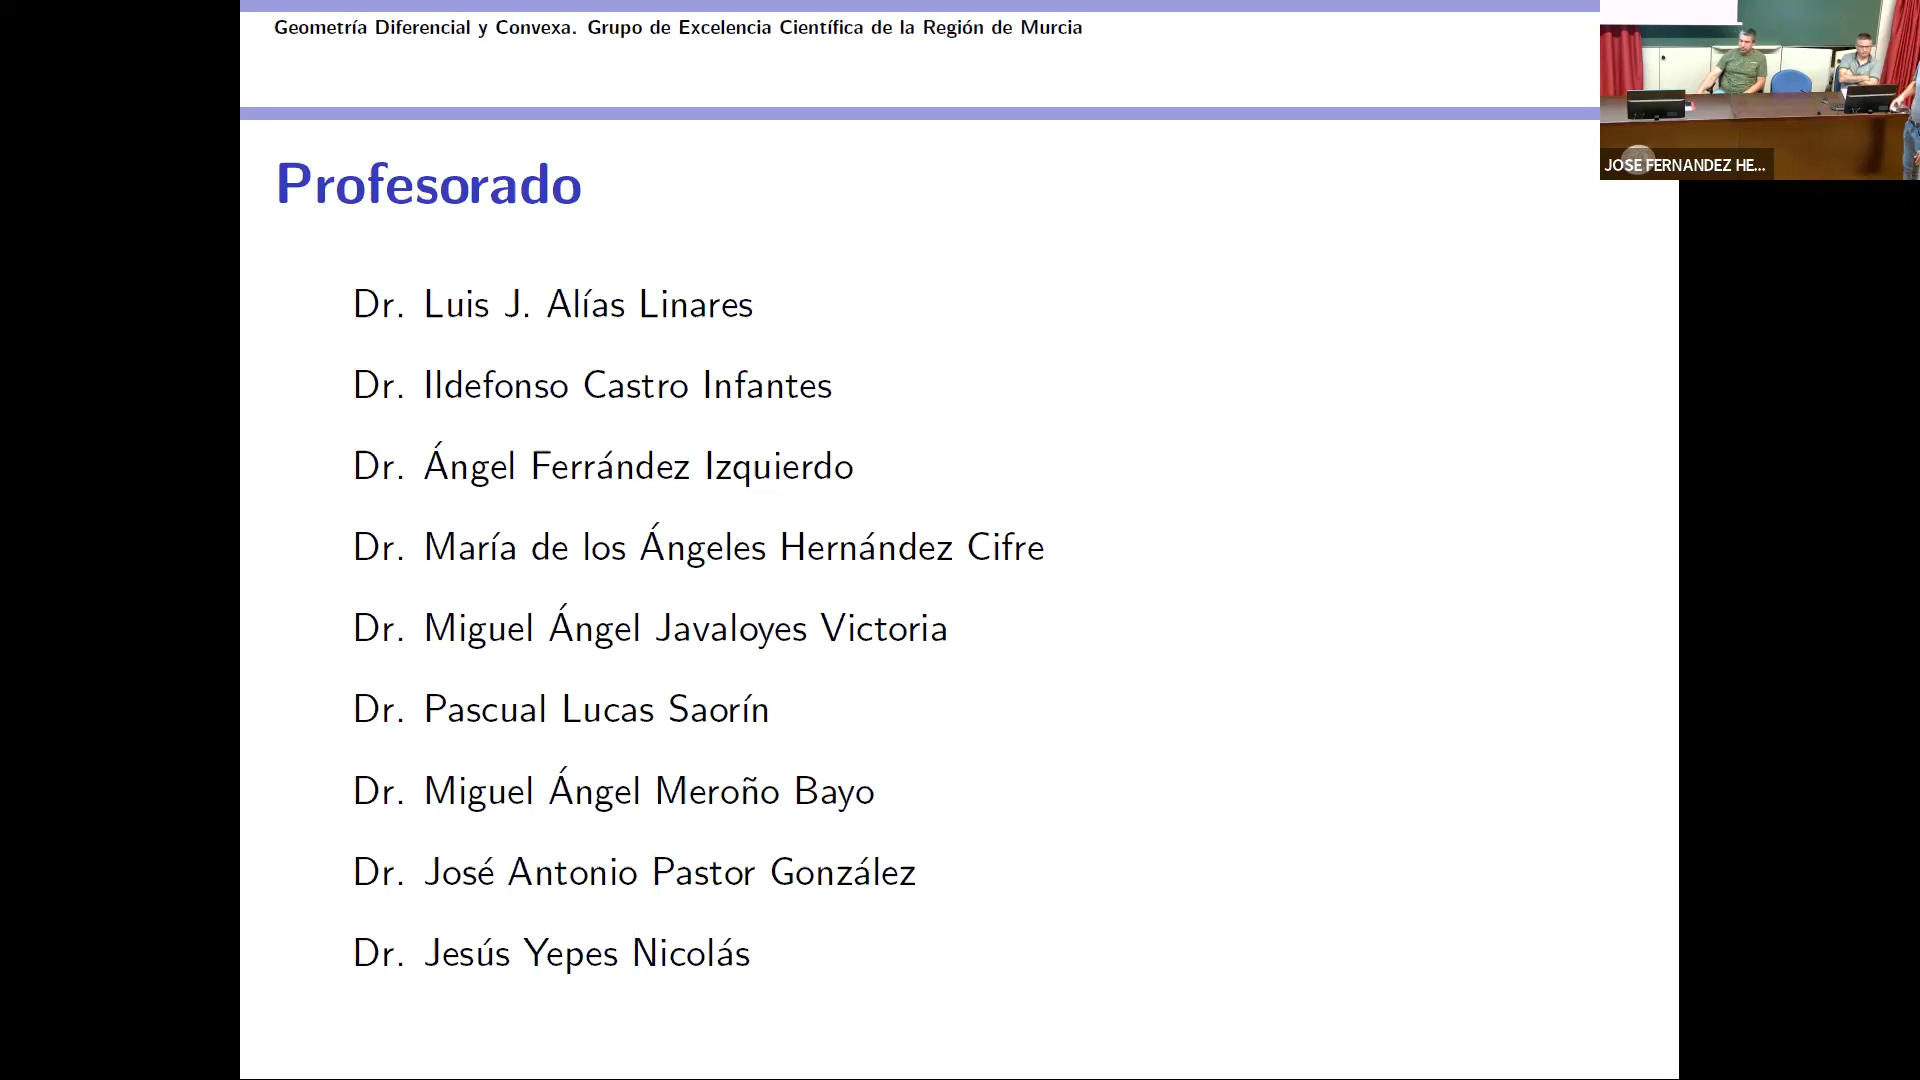 Geometría Diferencial y Convexa. Grupo de Excelencia Científica de la Región de Murcia
Profesorado
Dr. Luis J. Alías Linares
Dr. Ildefonso Castro Infantes
Dr. Ángel Ferrández Izquierdo
Dr. María de los Ángeles Hernández Cifre
Dr. Miguel Ángel Javaloyes Victoria
Dr. Pascual Lucas Saorín
Dr. Miguel Ángel Meroño Bayo
Dr. José Antonio Pastor González
Dr. Jesús Yepes Nicolás
JOSE FERNANDEZ HE...